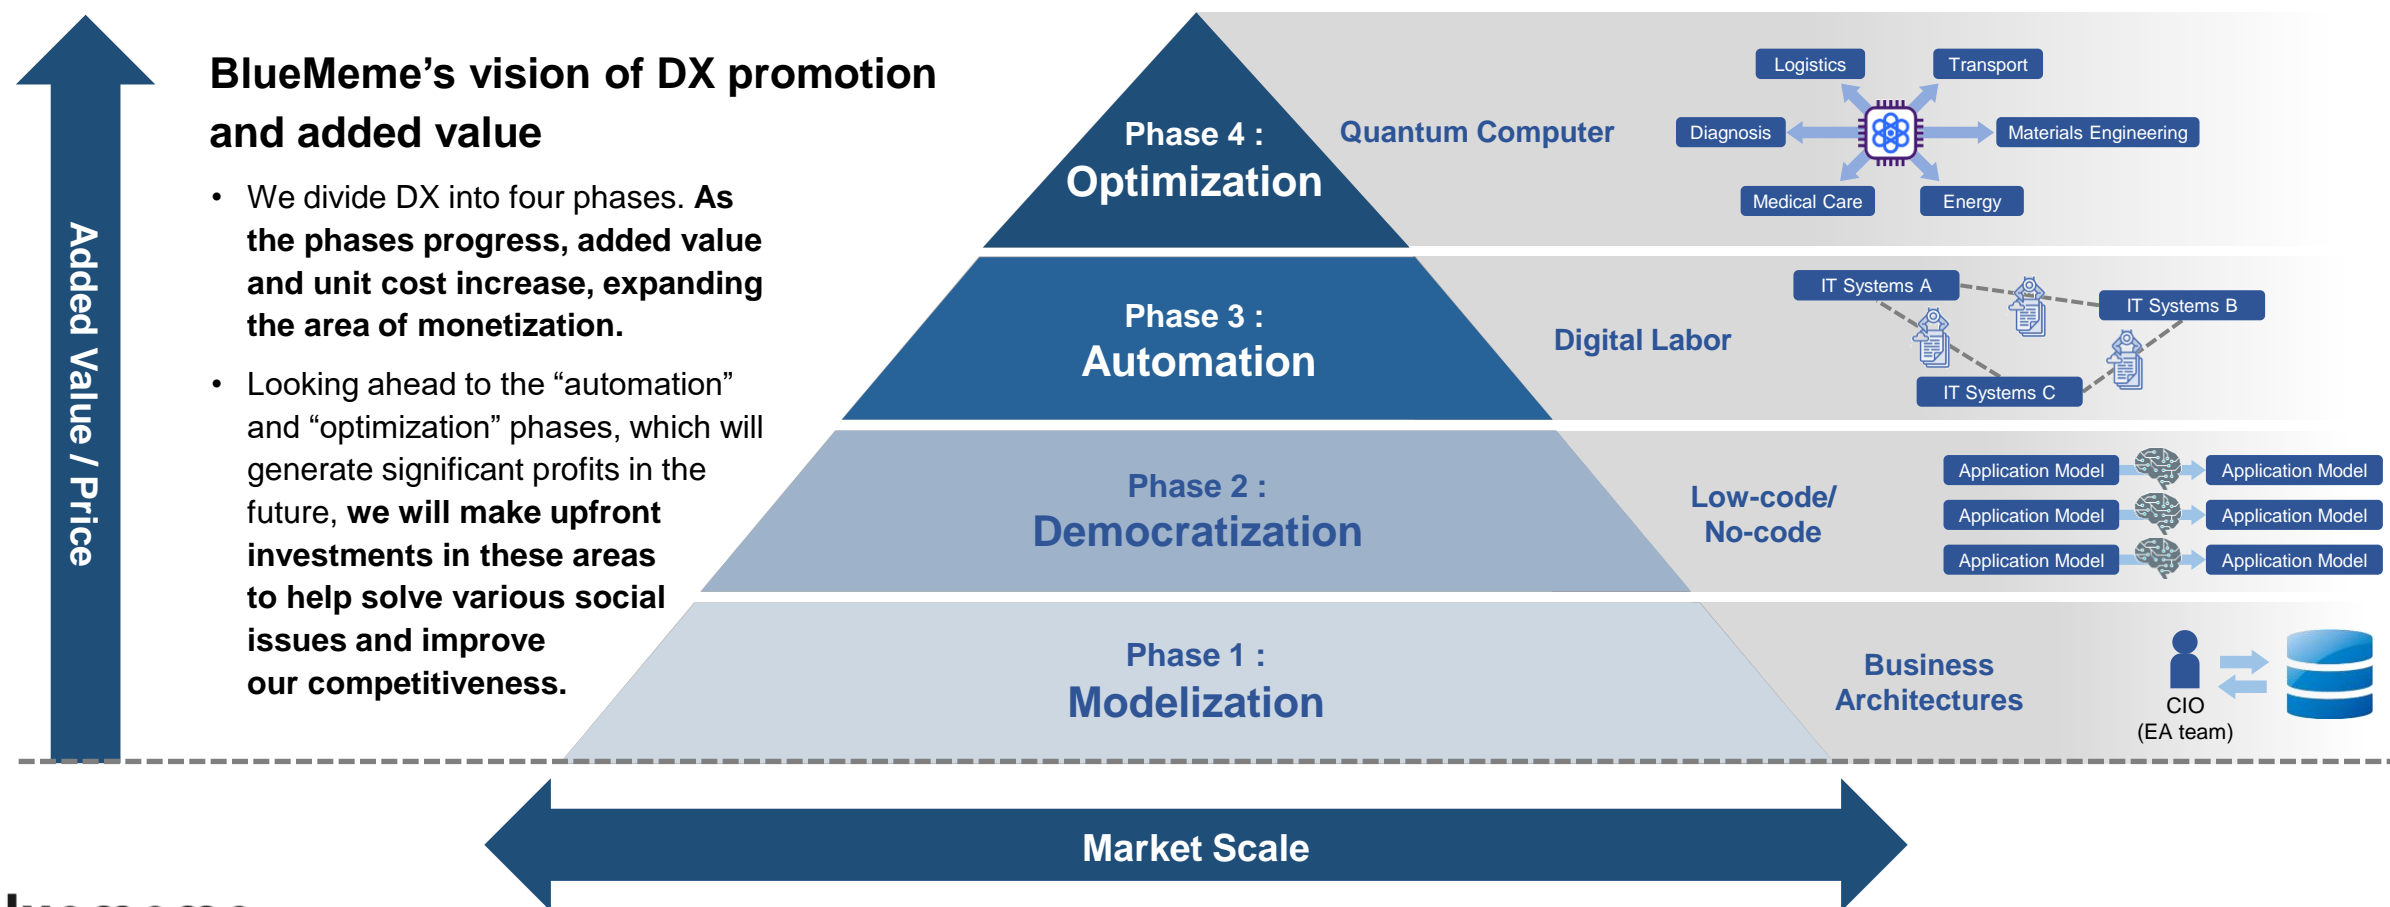 BlueMeme’s vision of DX promotion
and added value
• We divide DX into four phases. As
the phases progress, added value
and unit cost increase, expanding
the area of monetization.
• Looking ahead to the “automation”
and “optimization” phases, which will
generate significant profits in the
future, we will make upfront
investments in these areas
to help solve various social
issues and improve
our competitiveness.
Added Value / Price
Phase 4 :
Optimization
Quantum Computer
Logistics
Transport
Diagnosis
Materials Engineering
Medical Care
Energy
Phase 3 :
Automation
Digital Labor
IT Systems A
IT Systems B
IT Systems C
Phase 2 :
Democratization
Low-code/
No-code
Application Model
Application Model
Application Model
Application Model
Application Model
Application Model
Phase 1 :
Modelization
Business
Architectures
CIO
(EA team)
Market Scale